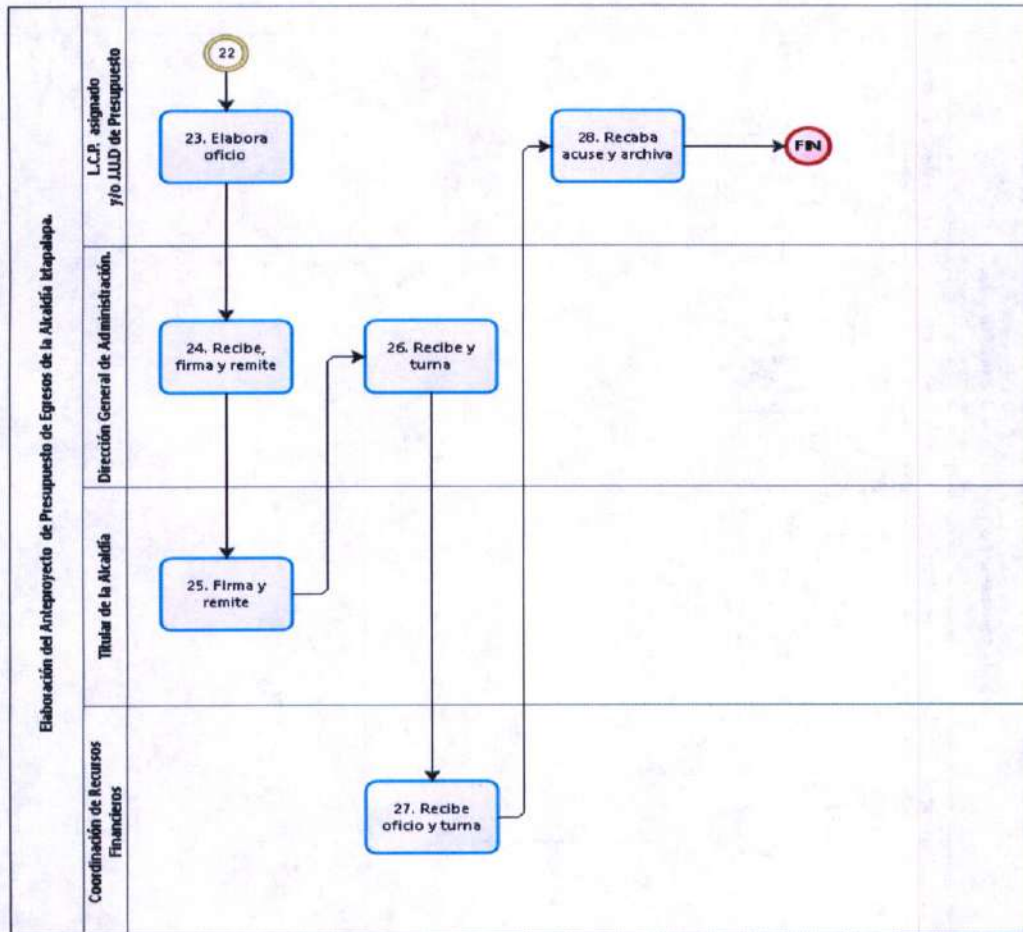 Elaboración del Anteproyecto de Presupuesto de Egresos de la Alcaldía Iztapalapa.
L.C.P. asignado
y/o J.U.D de Presupuesto
22
23. Elabora
oficio
28. Recaba
acuse y archiva
FIN
Dirección General de Administración.
24. Recibe,
firma y remite
26. Recibe y
turna
Titular de la Alcaldía
25. Firma y
remite
Coordinación de Recursos
Financieros
27. Recibe
oficio y turna